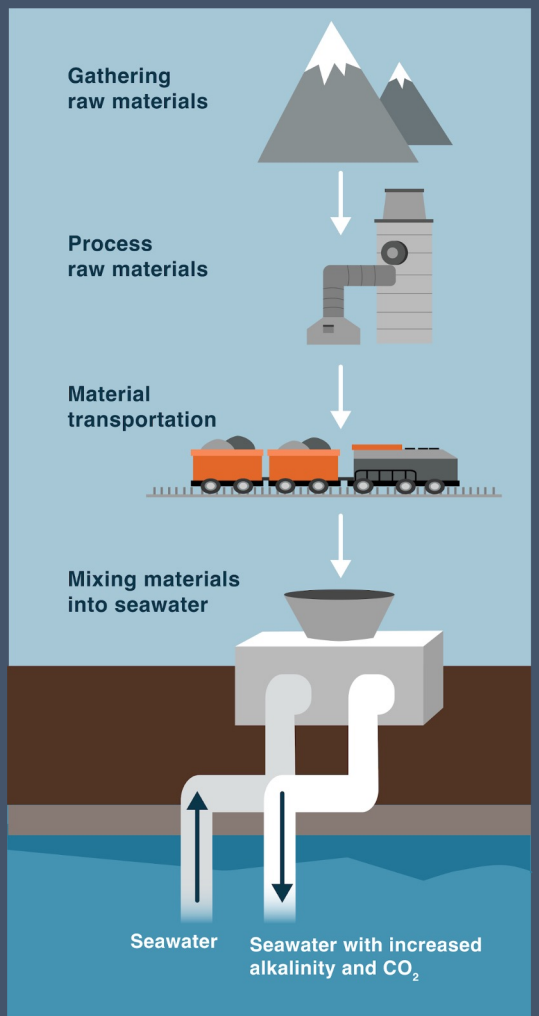 Gathering
raw materials
Process
raw materials
Material
transportation
Mixing materials
into seawater
Seawater
Seawater with increased
alkalinity and CO₂